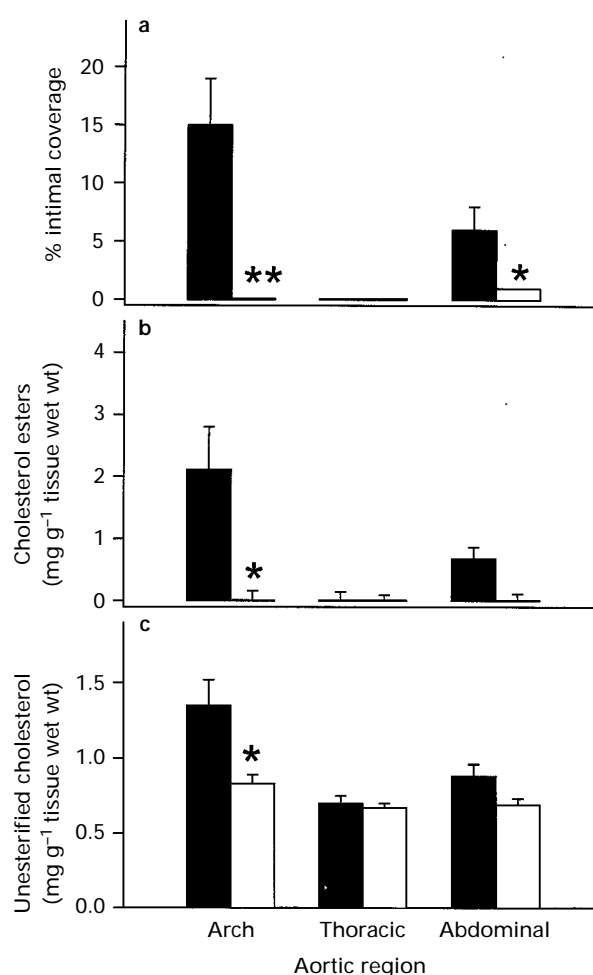 a
% intimal coverage
20
15
10
5
0
**
*
b
Cholesterol esters
(mg g⁻¹ tissue wet wt)
4
3
2
1
0
*
c
Unesterified cholesterol
(mg g⁻¹ tissue wet wt)
1.5
1.0
0.5
0.0
*
Arch Thoracic Abdominal
Aortic region